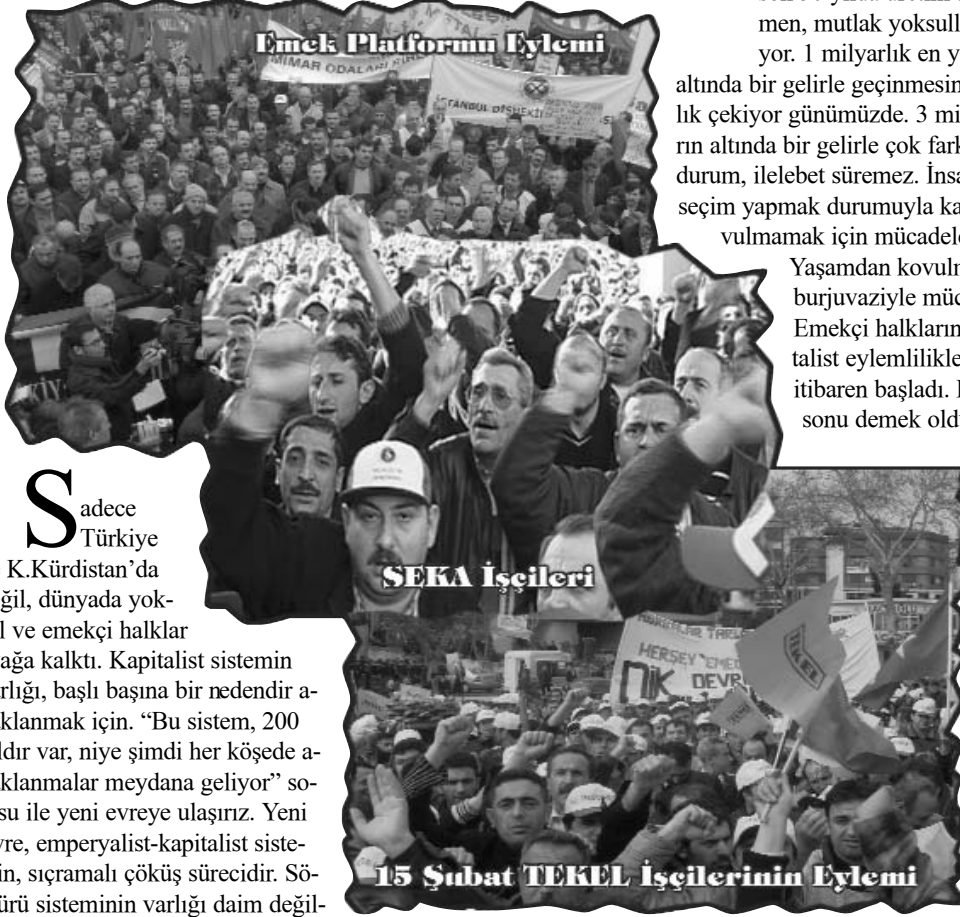 Emek Platformu Eylemi
MİMAR ODALARI
İSTANBUL DİŞHEKİ
men, mutlak yoksull
yor. 1 milyarlık en y
altında bir gelirle geçinmesin
lık çekiyor günümüzde. 3 mi
rın altında bir gelirle çok fark
durum, ilelebet süremez. İnsa
seçim yapmak durumuyla ka
vulmamak için mücadele
Yaşamdan kovuln
burjuvaziyle müc
Emekçi halkların
talist eylemlilikle
itibaren başladı.
sonu demek old
SEKA İşçileri
HERŞEY EMEĞ
DEVR
TEKEL
15 Şubat TEKEL İşçilerinin Eylemi
Sadece
Türkiye
K.Kürdistan’da
ğil, dünyada yok-
l ve emekçi halklar
ağa kalktı. Kapitalist sistemin
arlığı, başlı başına bir nedendir a-
klanmak için. “Bu sistem, 200
ldır var, niye şimdi her köşede a-
klanmalar meydana geliyor” so-
su ile yeni evreye ulaşırız. Yeni
vre, emperyalist-kapitalist siste-
in, sıçramalı çöküş sürecidir. Sö-
ürü sisteminin varlığı daim değil-